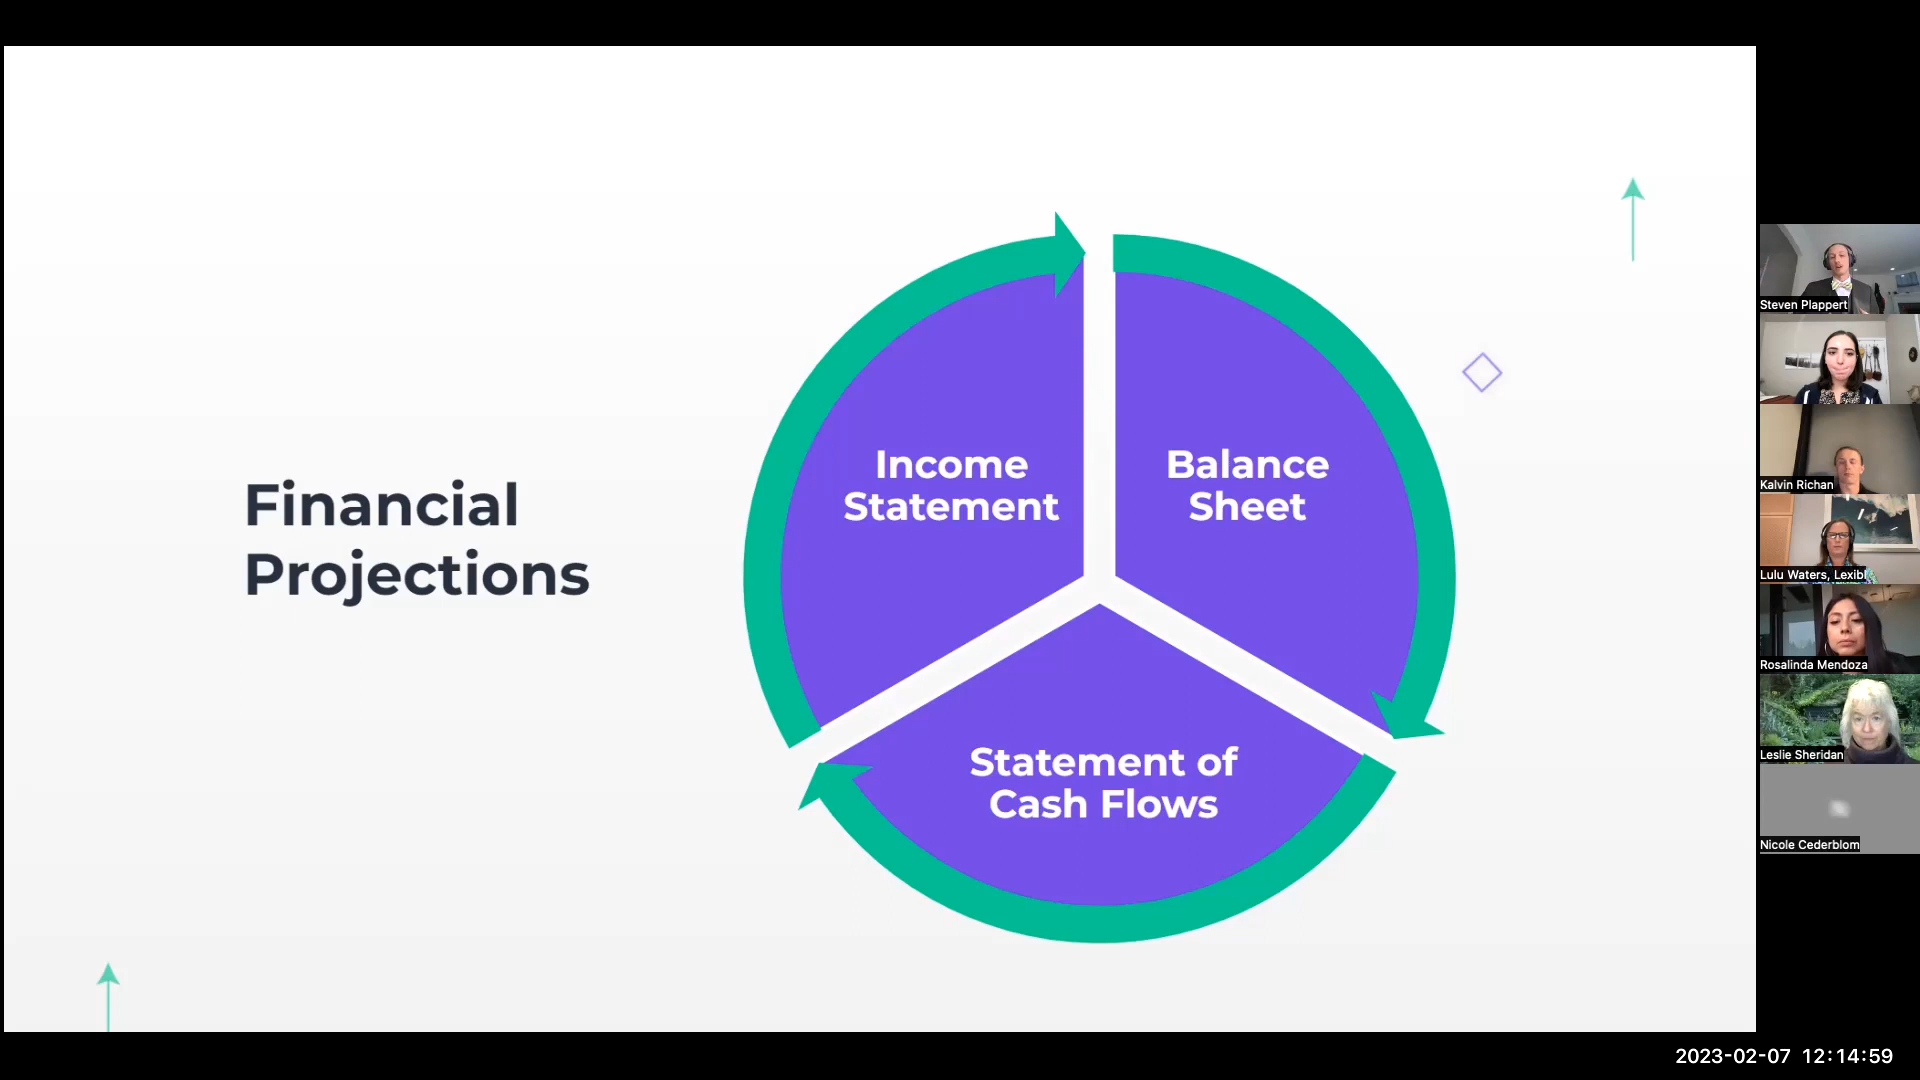 Financial
Projections
Income
Statement
Balance
Sheet
Statement of
Cash Flows
Steven Plappert
Kalvin Richan
Lulu Waters, Lexibl
Rosalinda Mendoza
Leslie Sheridan
Nicole Cederblom
2023-02-07 12:14:59